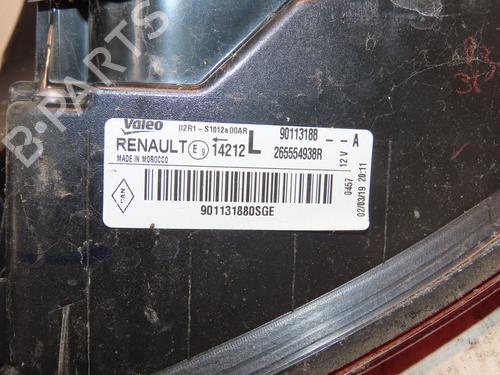 B-PARTS
Valeo 02R1-S1012a00AR 90113188 -- A
RENAULT E9 14212 L 265554938R
MADE IN MOROCCO
0457 12 V
02/03/19 20:11
901131880SGE